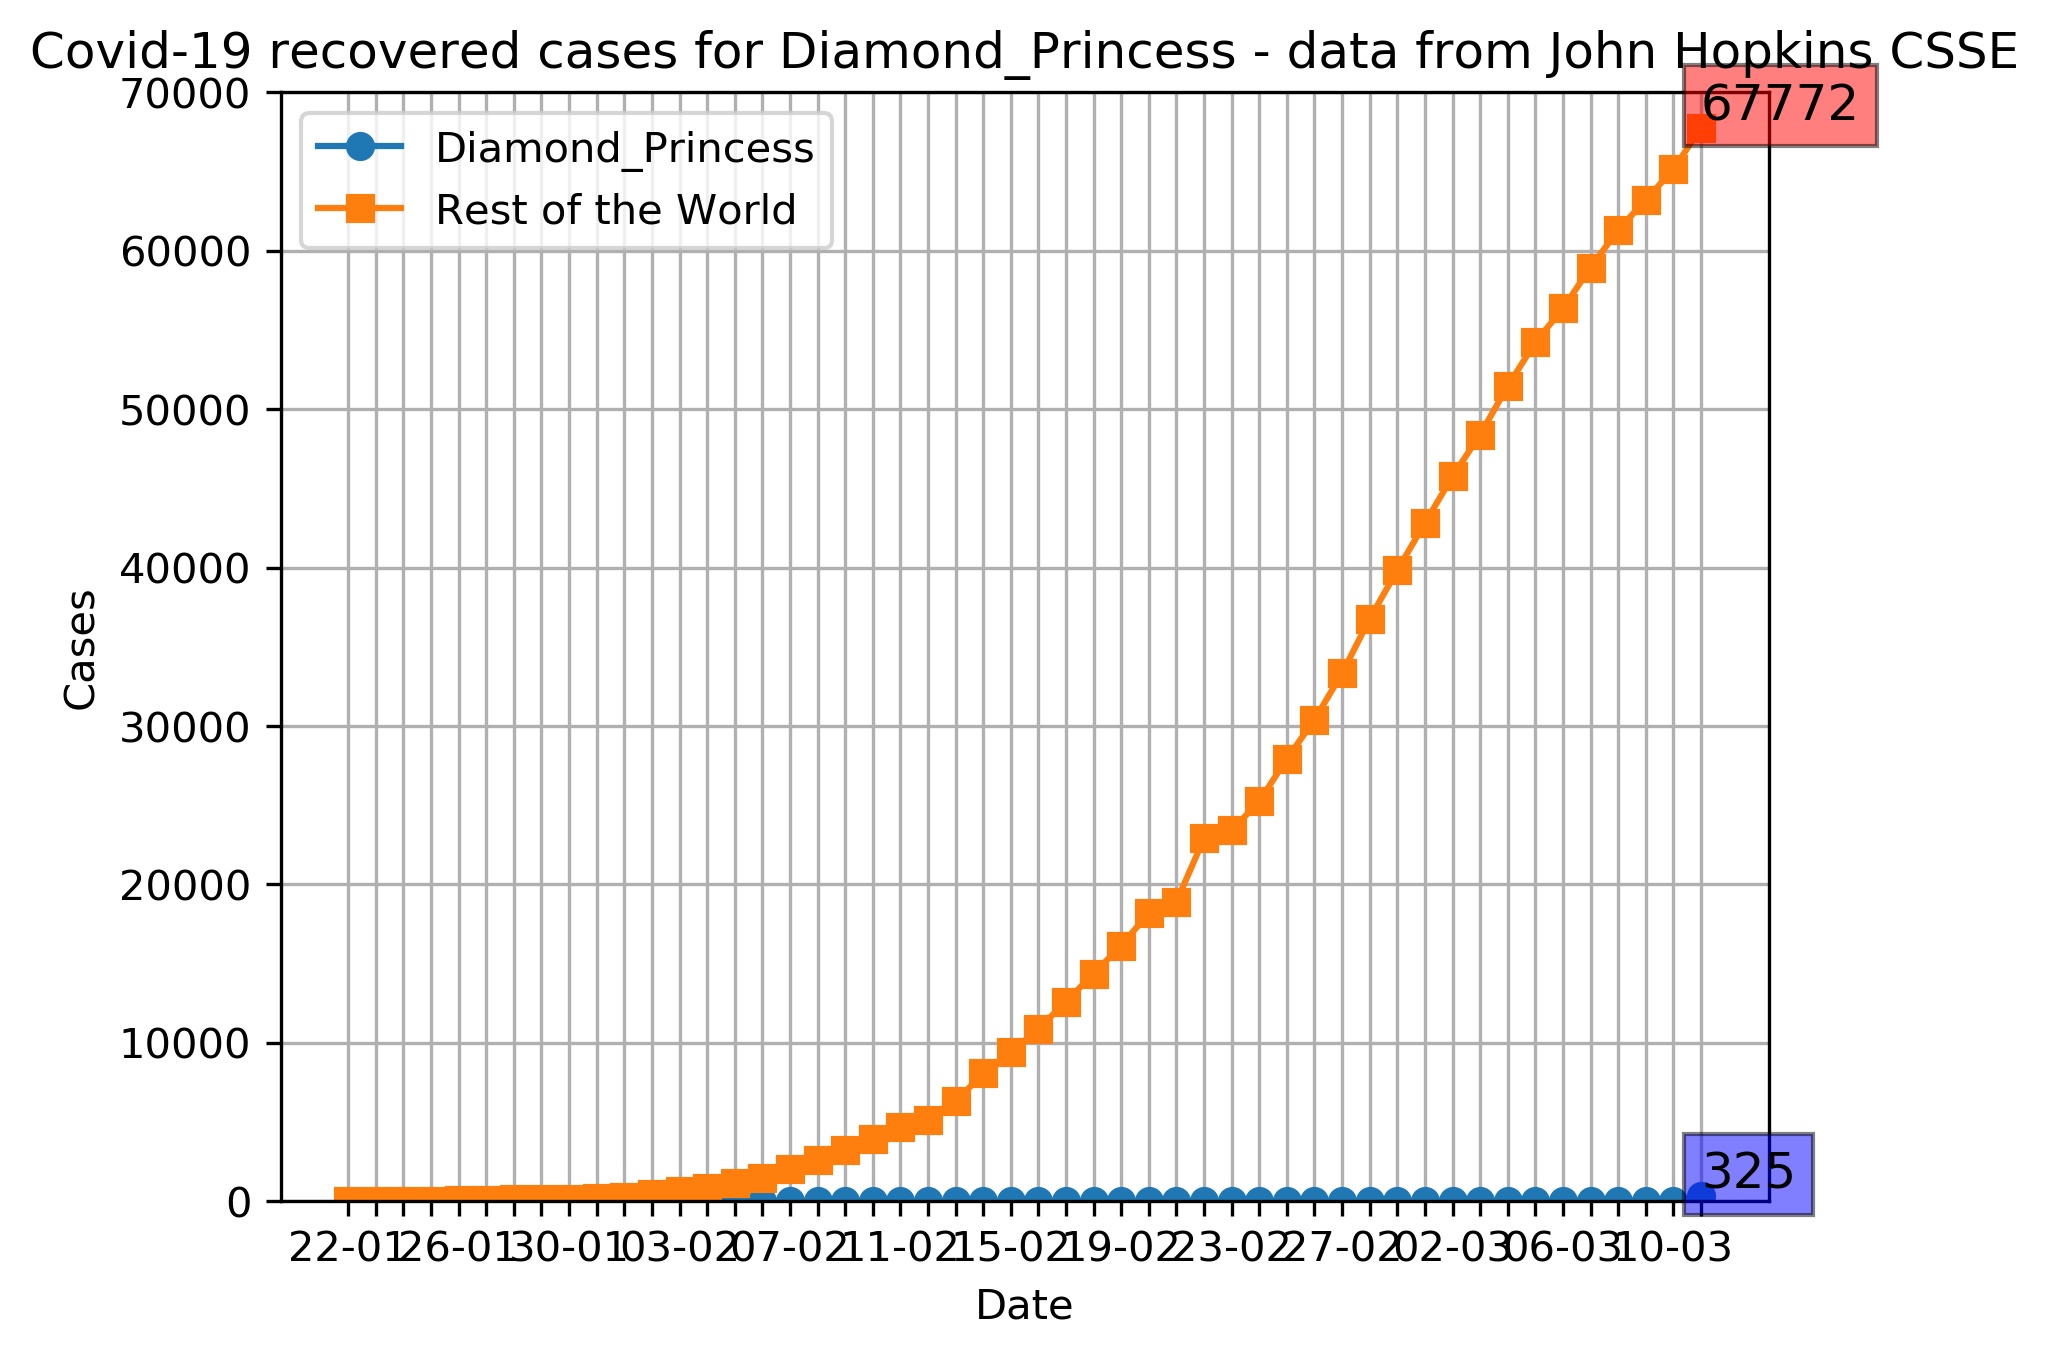 Covid-19 recovered cases for Diamond_Princess - data from John Hopkins CSSE
67772
Diamond_Princess
Rest of the World
70000
60000
50000
40000
30000
20000
10000
0
Cases
325
22-01 26-01 30-01 03-02 07-02 11-02 15-02 19-02 23-02 27-02 02-03 06-03 10-03
Date